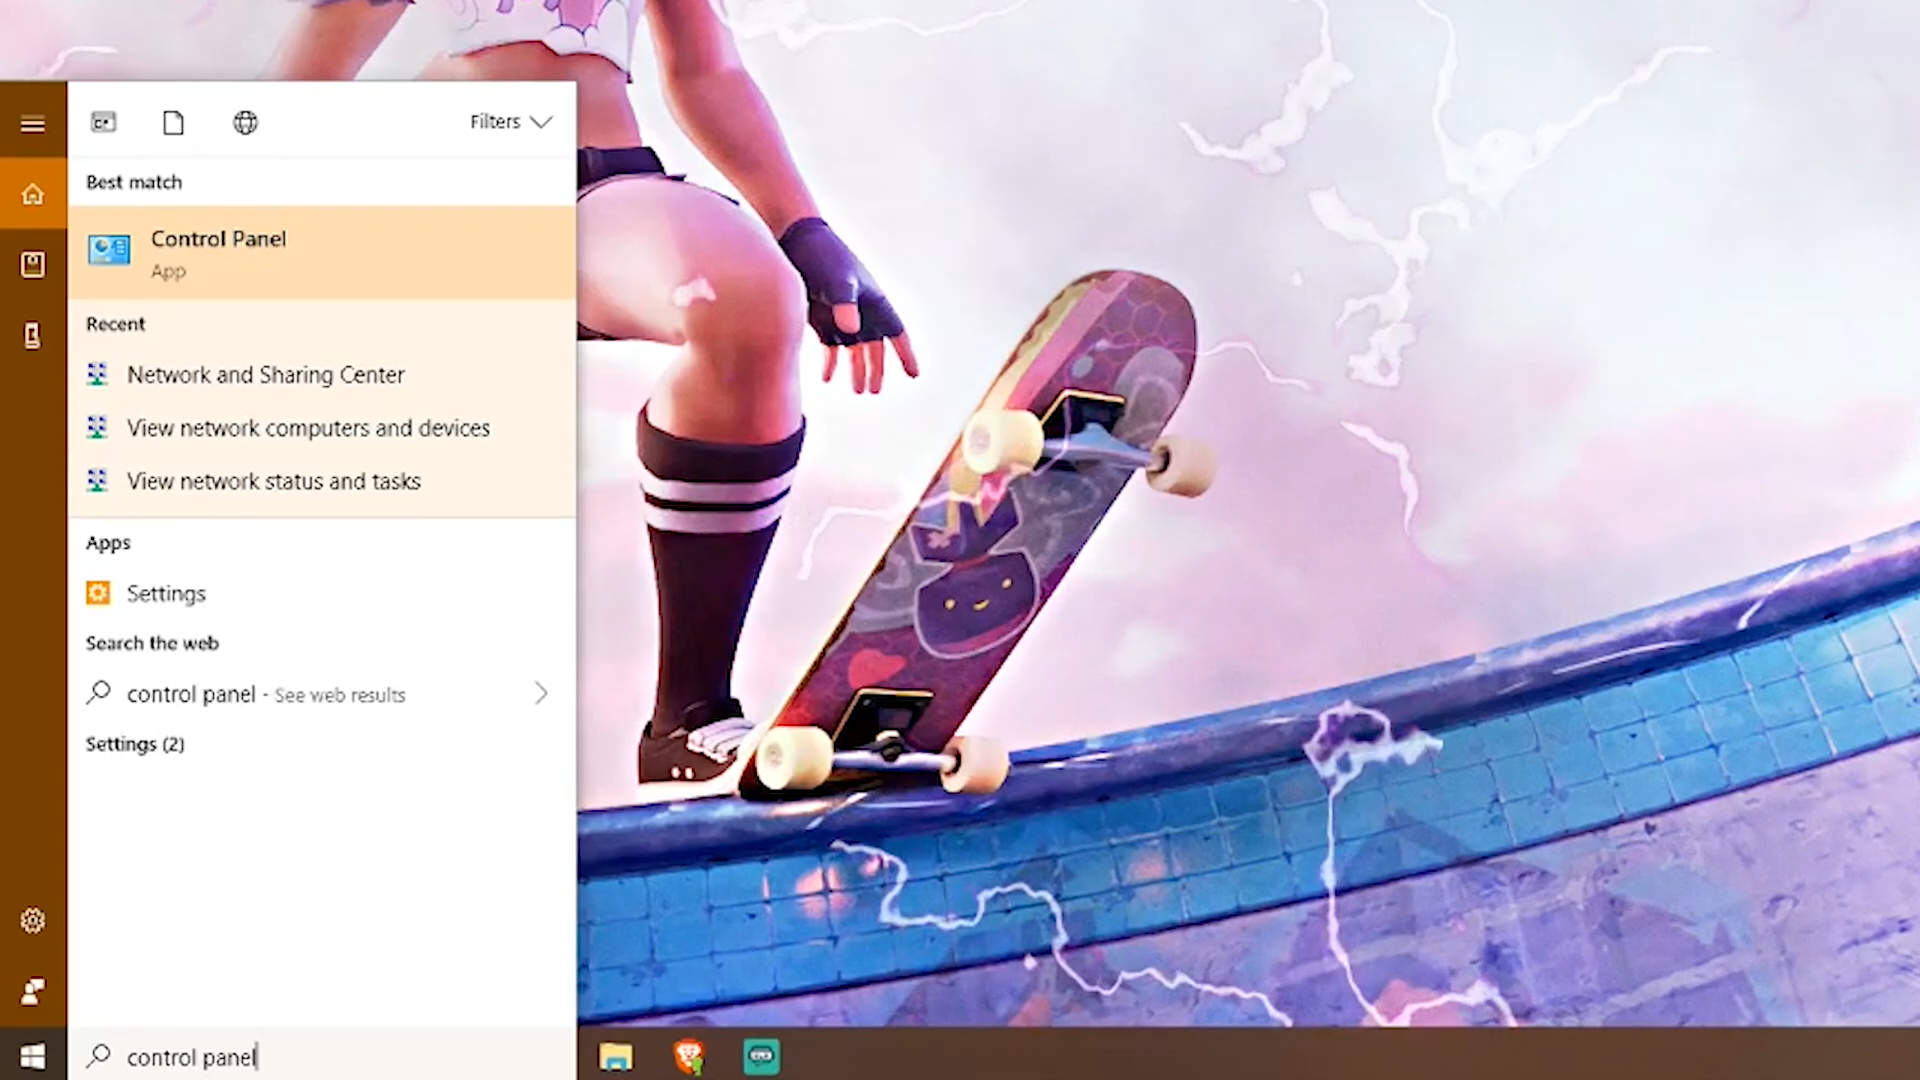 Filters
Best match
Control Panel
App
Recent
Network and Sharing Center
View network computers and devices
View network status and tasks
Apps
Settings
Search the web
control panel - See web results
Settings (2)
control panel